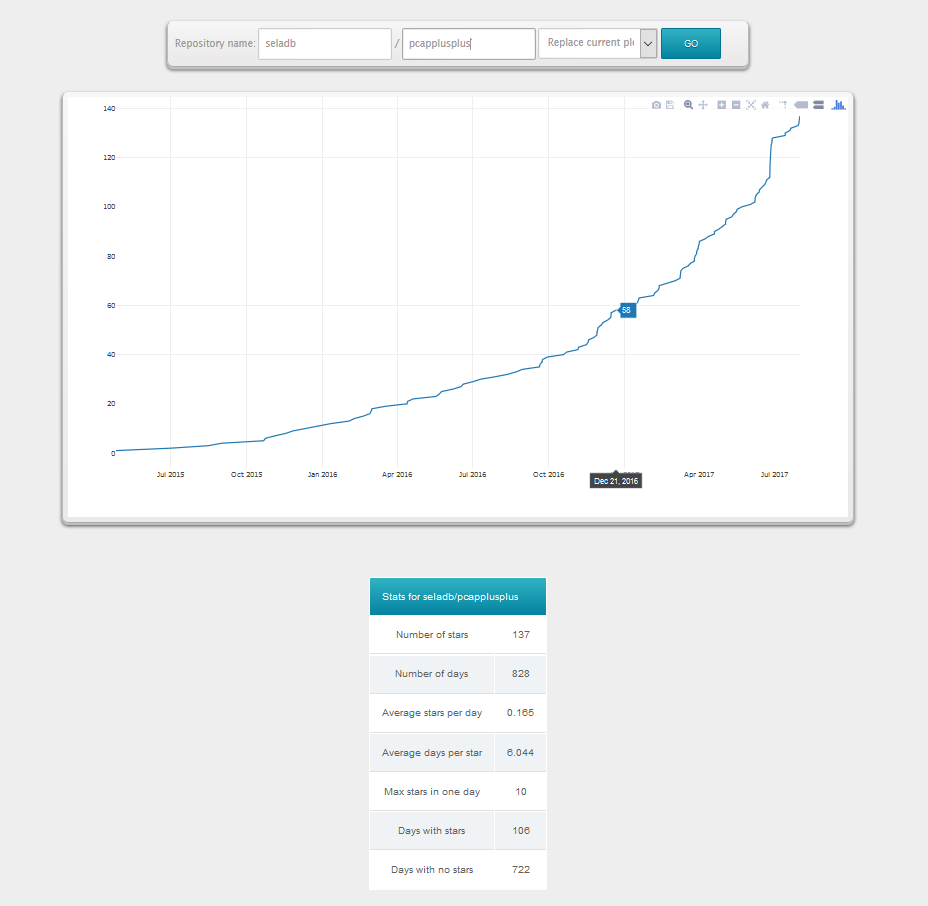 Repository name: seladb / pcapplusplus Replace current plo GO
140
120
100
80
60
58
40
20
0
Jul 2015 Oct 2015 Jan 2016 Apr 2016 Jul 2016 Oct 2016 Apr 2017 Jul 2017
Dec 21, 2016
Stats for seladb/pcapplusplus
Number of stars 137
Number of days 828
Average stars per day 0.165
Average days per star 6.044
Max stars in one day 10
Days with stars 106
Days with no stars 722